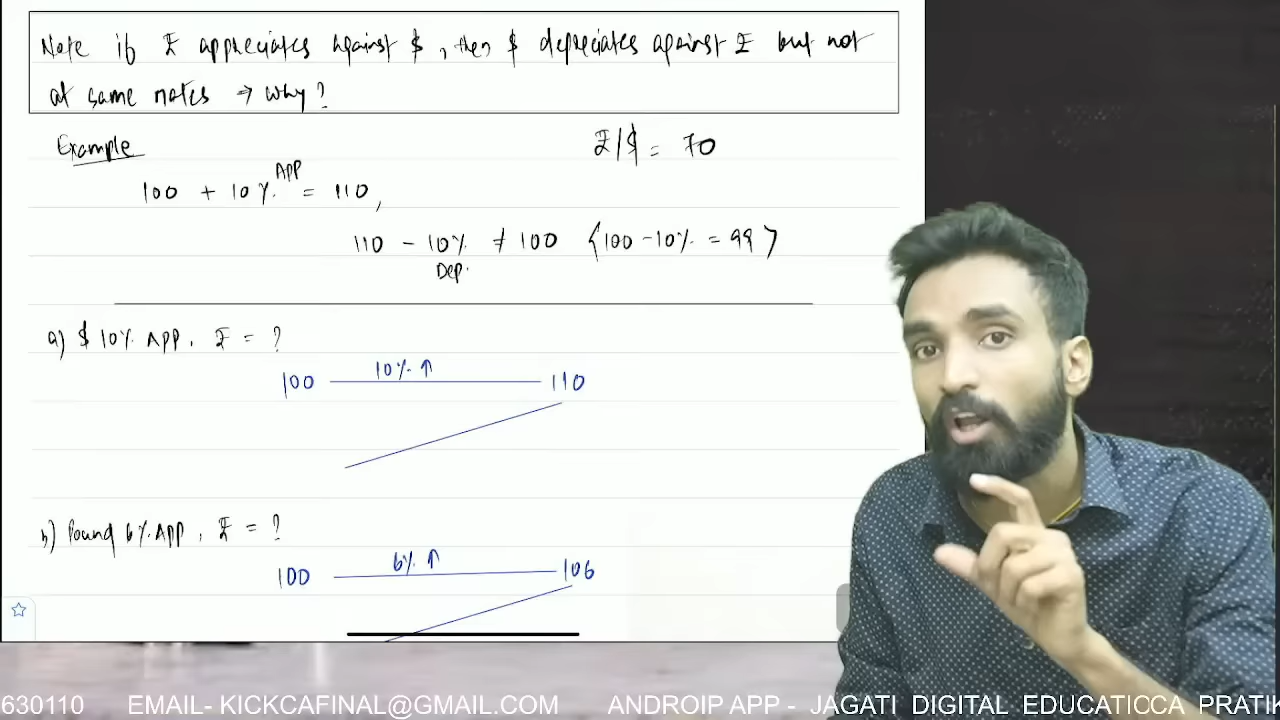 Note if ₹ appreciates against $, then $ depreciates against ₹ but not
at same notes → Why?
Example
₹/$ = 70
APP
100 + 10% = 110,
110 - 10% ≠ 100 {100 - 10% = 99}
Dep.
a) $ 10% APP, ₹ = ?
10% ↑
100 110
b) Pound 6% APP, ₹ = ?
6% ↑
100 106
630110 EMAIL- KICKCAFINAL@GMAIL.COM ANDROIP APP - JAGATI DIGITAL EDUCATICCA PRATIK